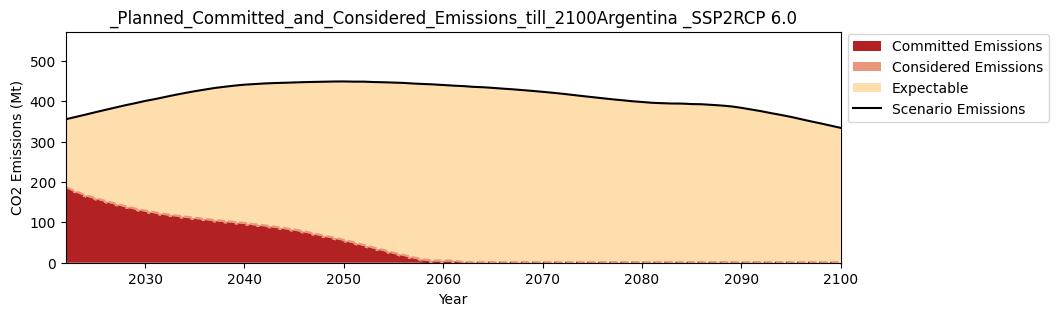 _Planned_Committed_and_Considered_Emissions_till_2100Argentina _SSP2RCP 6.0
CO2 Emissions (Mt)
500
400
300
200
100
0
2030 2040 2050 2060 2070 2080 2090 2100
Year
Committed Emissions
Considered Emissions
Expectable
Scenario Emissions